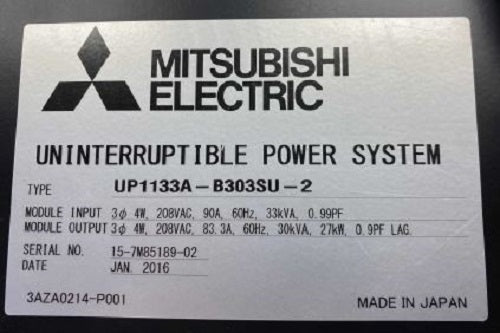 MITSUBISHI
ELECTRIC
UNINTERRUPTIBLE POWER SYSTEM
TYPE UP1133A-B303SU-2
MODULE INPUT 3ϕ 4W, 208VAC, 90A, 60Hz, 33kVA, 0.99PF
MODULE OUTPUT 3ϕ 4W, 208VAC, 83.3A, 60Hz, 30kVA, 27kW, 0.9PF LAG
SERIAL NO. 15-7M85189-02
DATE JAN. 2016
3AZA0214-P001 MADE IN JAPAN